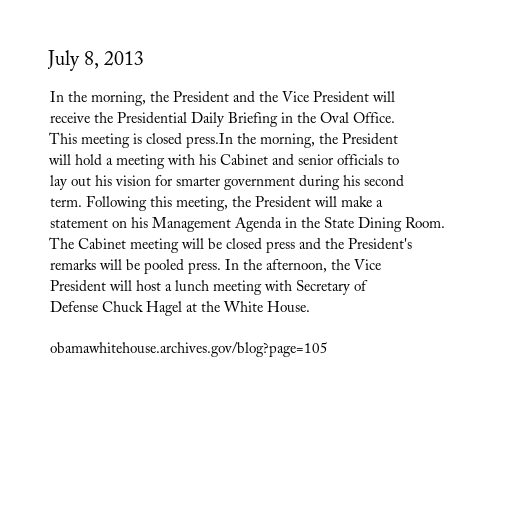 July 8, 2013
In the morning, the President and the Vice President will
receive the Presidential Daily Briefing in the Oval Office.
This meeting is closed press.In the morning, the President
will hold a meeting with his Cabinet and senior officials to
lay out his vision for smarter government during his second
term. Following this meeting, the President will make a
statement on his Management Agenda in the State Dining Room.
The Cabinet meeting will be closed press and the President's
remarks will be pooled press. In the afternoon, the Vice
President will host a lunch meeting with Secretary of
Defense Chuck Hagel at the White House.
obamawhitehouse.archives.gov/blog?page=105